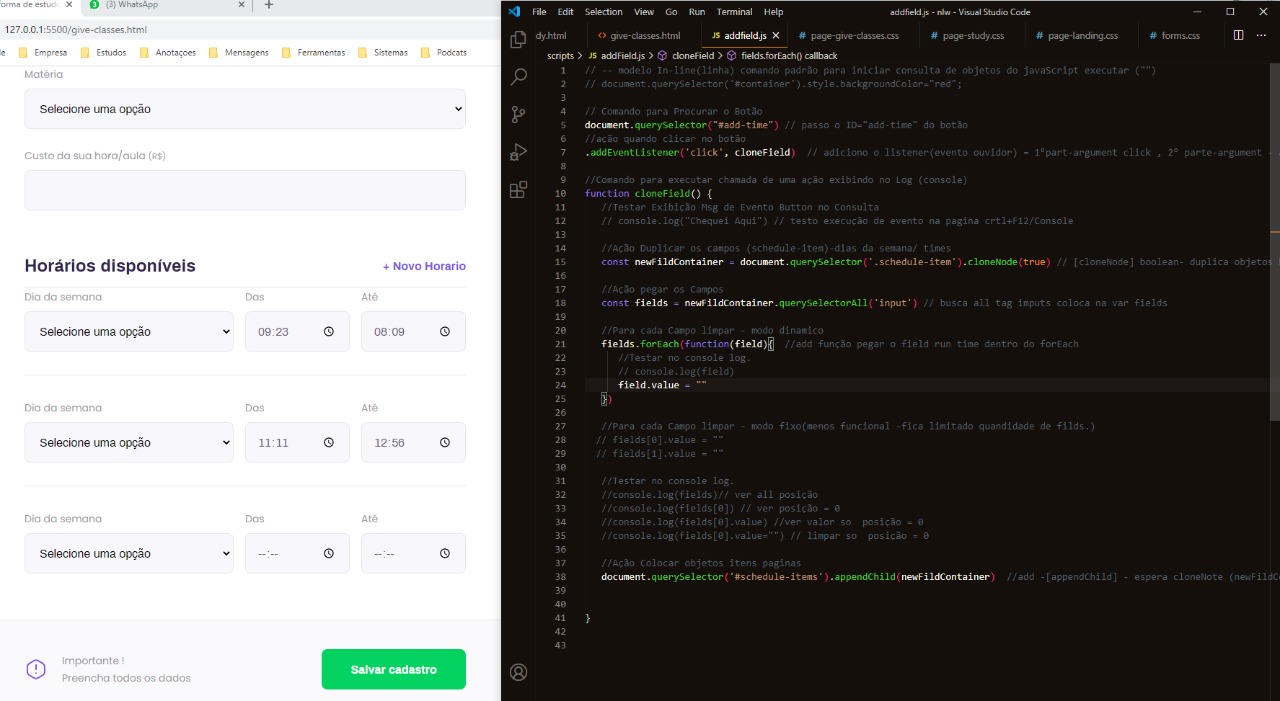 orma de estud
(3) WhatsApp
127.0.0.1:5500/give-classes.html
Empresa
Estudos
Anotações
Mensagens
Ferramentas
Sistemas
Podcats
Matéria
Selecione uma opção
Custo da sua hora/aula (R$)
Horários disponíveis
+ Novo Horario
Dia da semana Das Até
Selecione uma opção 09:23 08:09
Dia da semana Das Até
Selecione uma opção 11:11 12:56
Dia da semana Das Até
Selecione uma opção --:-- --:--
Importante !
Preencha todos os dados
Salvar cadastro
File Edit Selection View Go Run Terminal Help
addfield.js - nlw - Visual Studio Code
dy.html
<> give-classes.html
JS addfield.js
# page-give-classes.css
# page-study.css
# page-landing.css
# forms.css
scripts > JS addField.js > cloneField > fields.forEach() callback
1 // -- modelo In-line(linha) comando padrão para iniciar consulta de objetos do javaScript executar ("")
2 // document.querySelector('#container').style.backgroundColor="red";
3
4 // Comando para Procurar o Botão
5 document.querySelector("#add-time") // passo o ID="add-time" do botão
6 //ação quando clicar no botão
7 .addEventListener('click', cloneField) // adiciono o listener(evento ouvidor) = 1ºpart-argument click , 2º parte-argument -
8
9 //Comando para executar chamada de uma ação exibindo no Log (console)
10 function cloneField() {
11 //Testar Exibição Msg de Evento Button no Consulta
12 // console.log("Chequei Aqui") // testo execução de evento na pagina crtl+F12/Console
13
14 //Ação Duplicar os campos (schedule-item)-dias da semana/ times
15 const newFildContainer = document.querySelector('.schedule-item').cloneNode(true) // [cloneNode] boolean- duplica objetos
16
17 //Ação pegar os Campos
18 const fields = newFildContainer.querySelectorAll('input') // busca all tag imputs coloca na var fields
19
20 //Para cada Campo limpar - modo dinamico
21 fields.forEach(function(field){ //add função pegar o field run time dentro do forEach
22 //Testar no console log.
23 // console.log(field)
24 field.value = ""
25 })
26
27 //Para cada Campo limpar - modo fixo(menos funcional -fica limitado quandidade de filds.)
28 // fields[0].value = ""
29 // fields[1].value = ""
30
31 //Testar no console log.
32 //console.log(fields)// ver all posição
33 //console.log(fields[0]) // ver posição = 0
34 //console.log(fields[0].value) //ver valor so posição = 0
35 //console.log(fields[0].value="") // limpar so posição = 0
36
37 //Ação Colocar objetos itens paginas
38 document.querySelector('#schedule-items').appendChild(newFildContainer) //add -[appendChild] - espera cloneNote (newFildC
39
40
41 }
42
43